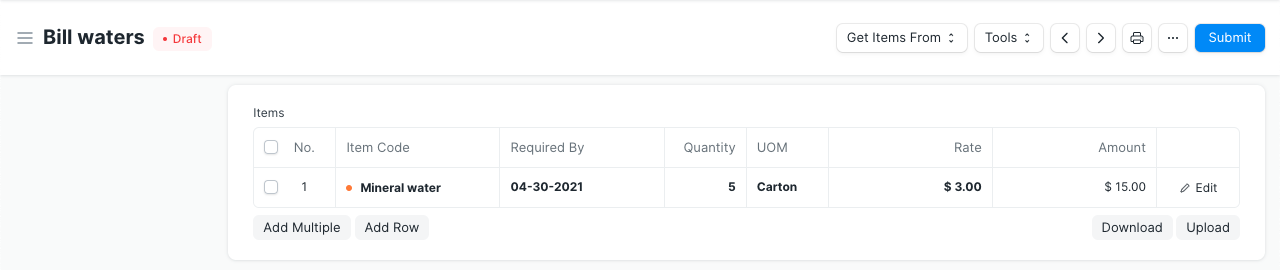 Bill waters • Draft Get Items From Tools ... Submit
Items
No. Item Code Required By Quantity UOM Rate Amount
1 Mineral water 04-30-2021 5 Carton $ 3.00 $ 15.00 Edit
Add Multiple Add Row Download Upload